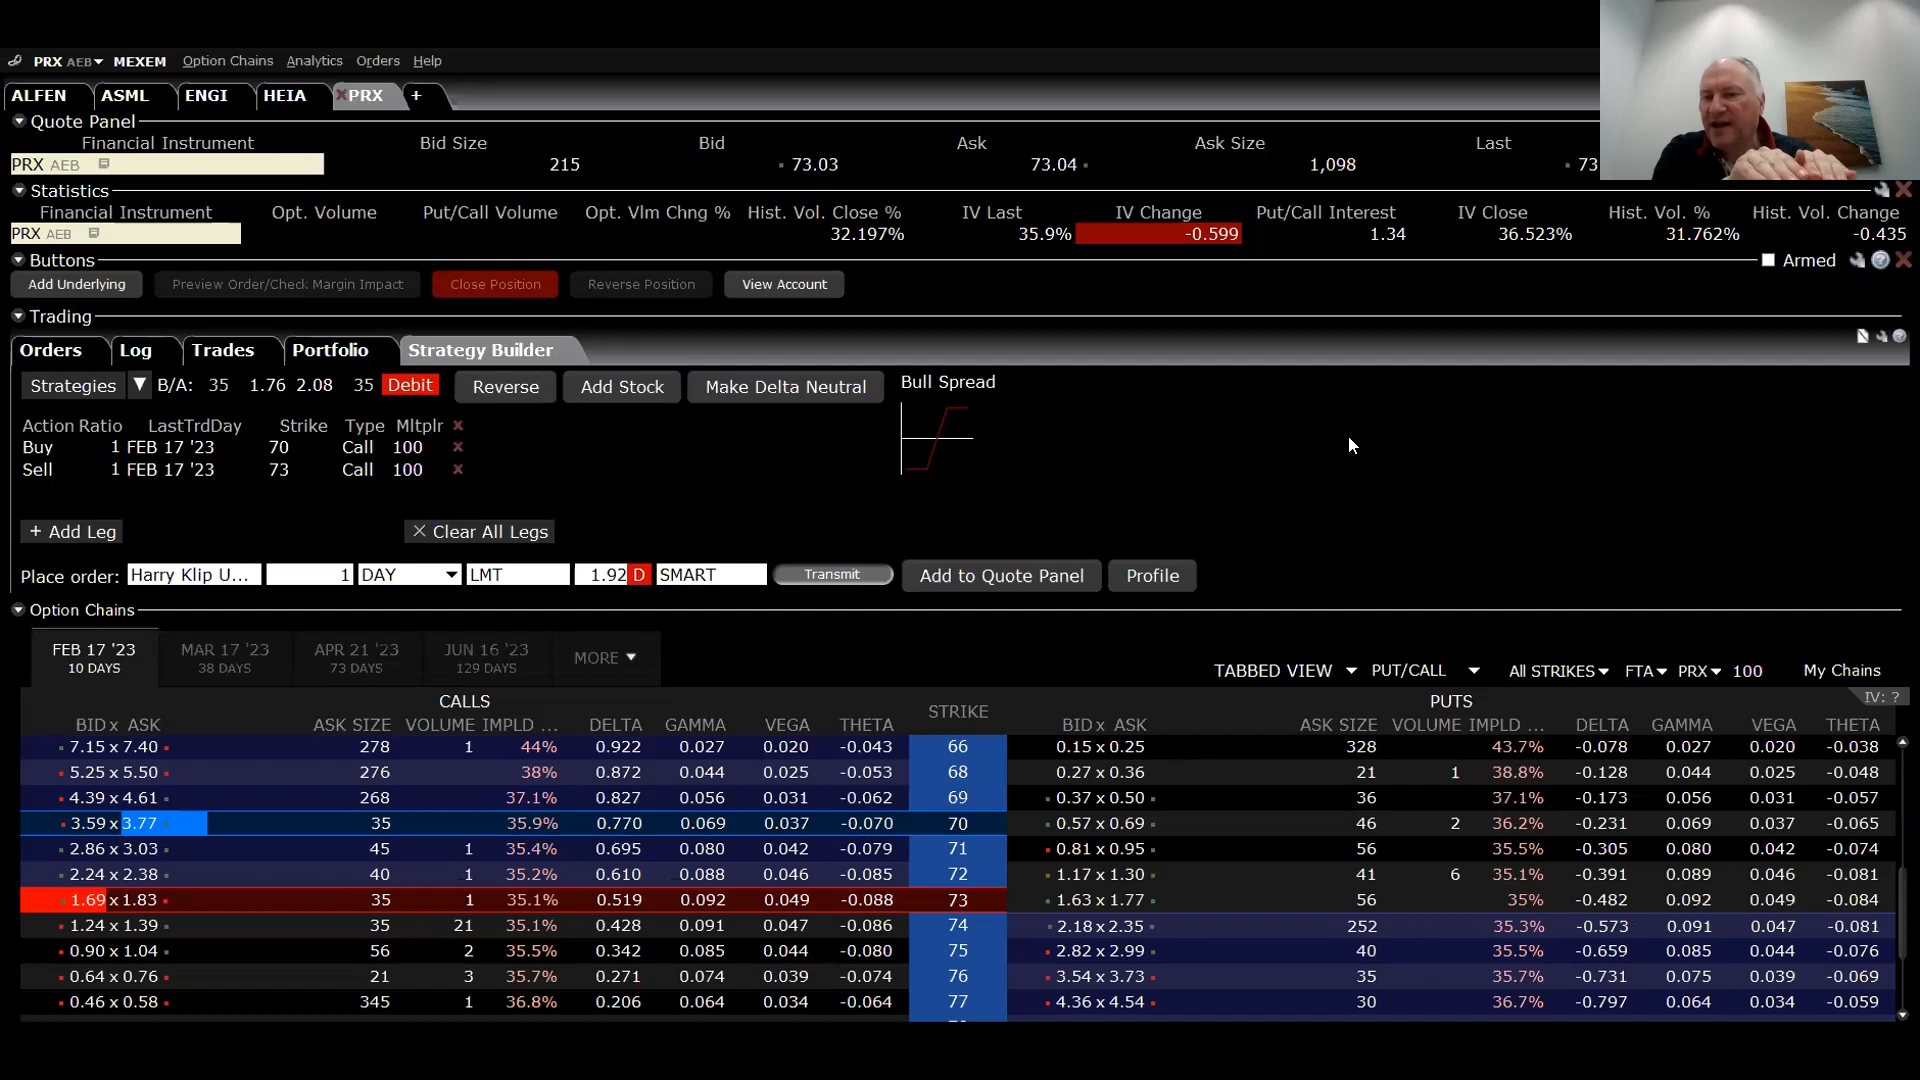 PRX AEB MEXEM Option Chains Analytics Orders Help
ALFEN ASML ENGI HEIA PRX +
Quote Panel
Financial Instrument Bid Size Bid Ask Ask Size Last
PRX AEB 215 73.03 73.04 1,098 73
Statistics
Financial Instrument Opt. Volume Put/Call Volume Opt. Vlm Chng % Hist. Vol. Close % IV Last IV Change Put/Call Interest IV Close Hist. Vol. % Hist. Vol. Change
PRX AEB 32.197% 35.9% -0.599 1.34 36.523% 31.762% -0.435
Buttons Armed
Add Underlying Preview Order/Check Margin Impact Close Position Reverse Position View Account
Trading
Orders Log Trades Portfolio Strategy Builder
Strategies B/A: 35 1.76 2.08 35 Debit Reverse Add Stock Make Delta Neutral Bull Spread
Action Ratio LastTrdDay Strike Type Mltplr
Buy 1 FEB 17 '23 70 Call 100
Sell 1 FEB 17 '23 73 Call 100
+ Add Leg Clear All Legs
Place order: Harry Klip U... 1 DAY LMT 1.92 D SMART Transmit Add to Quote Panel Profile
Option Chains
FEB 17 '23 MAR 17 '23 APR 21 '23 JUN 16 '23 MORE
10 DAYS 38 DAYS 73 DAYS 129 DAYS
TABBED VIEW PUT/CALL All STRIKES FTA PRX 100 My Chains
CALLS STRIKE PUTS IV: ?
BID x ASK ASK SIZE VOLUME IMPLD ... DELTA GAMMA VEGA THETA BID x ASK ASK SIZE VOLUME IMPLD ... DELTA GAMMA VEGA THETA
7.15 x 7.40 278 1 44% 0.922 0.027 0.020 -0.043 66 0.15 x 0.25 328 43.7% -0.078 0.027 0.020 -0.038
5.25 x 5.50 276 38% 0.872 0.044 0.025 -0.053 68 0.27 x 0.36 21 1 38.8% -0.128 0.044 0.025 -0.048
4.39 x 4.61 268 37.1% 0.827 0.056 0.031 -0.062 69 0.37 x 0.50 36 37.1% -0.173 0.056 0.031 -0.057
3.59 x 3.77 35 35.9% 0.770 0.069 0.037 -0.070 70 0.57 x 0.69 46 2 36.2% -0.231 0.069 0.037 -0.065
2.86 x 3.03 45 1 35.4% 0.695 0.080 0.042 -0.079 71 0.81 x 0.95 56 35.5% -0.305 0.080 0.042 -0.074
2.24 x 2.38 40 1 35.2% 0.610 0.088 0.046 -0.085 72 1.17 x 1.30 41 6 35.1% -0.391 0.089 0.046 -0.081
1.69 x 1.83 35 1 35.1% 0.519 0.092 0.049 -0.088 73 1.63 x 1.77 56 35% -0.482 0.092 0.049 -0.084
1.24 x 1.39 35 21 35.1% 0.428 0.091 0.047 -0.086 74 2.18 x 2.35 252 35.3% -0.573 0.091 0.047 -0.081
0.90 x 1.04 56 2 35.5% 0.342 0.085 0.044 -0.080 75 2.82 x 2.99 40 35.5% -0.659 0.085 0.044 -0.076
0.64 x 0.76 21 3 35.7% 0.271 0.074 0.039 -0.074 76 3.54 x 3.73 35 35.7% -0.731 0.075 0.039 -0.069
0.46 x 0.58 345 1 36.8% 0.206 0.064 0.034 -0.064 77 4.36 x 4.54 30 36.7% -0.797 0.064 0.034 -0.059